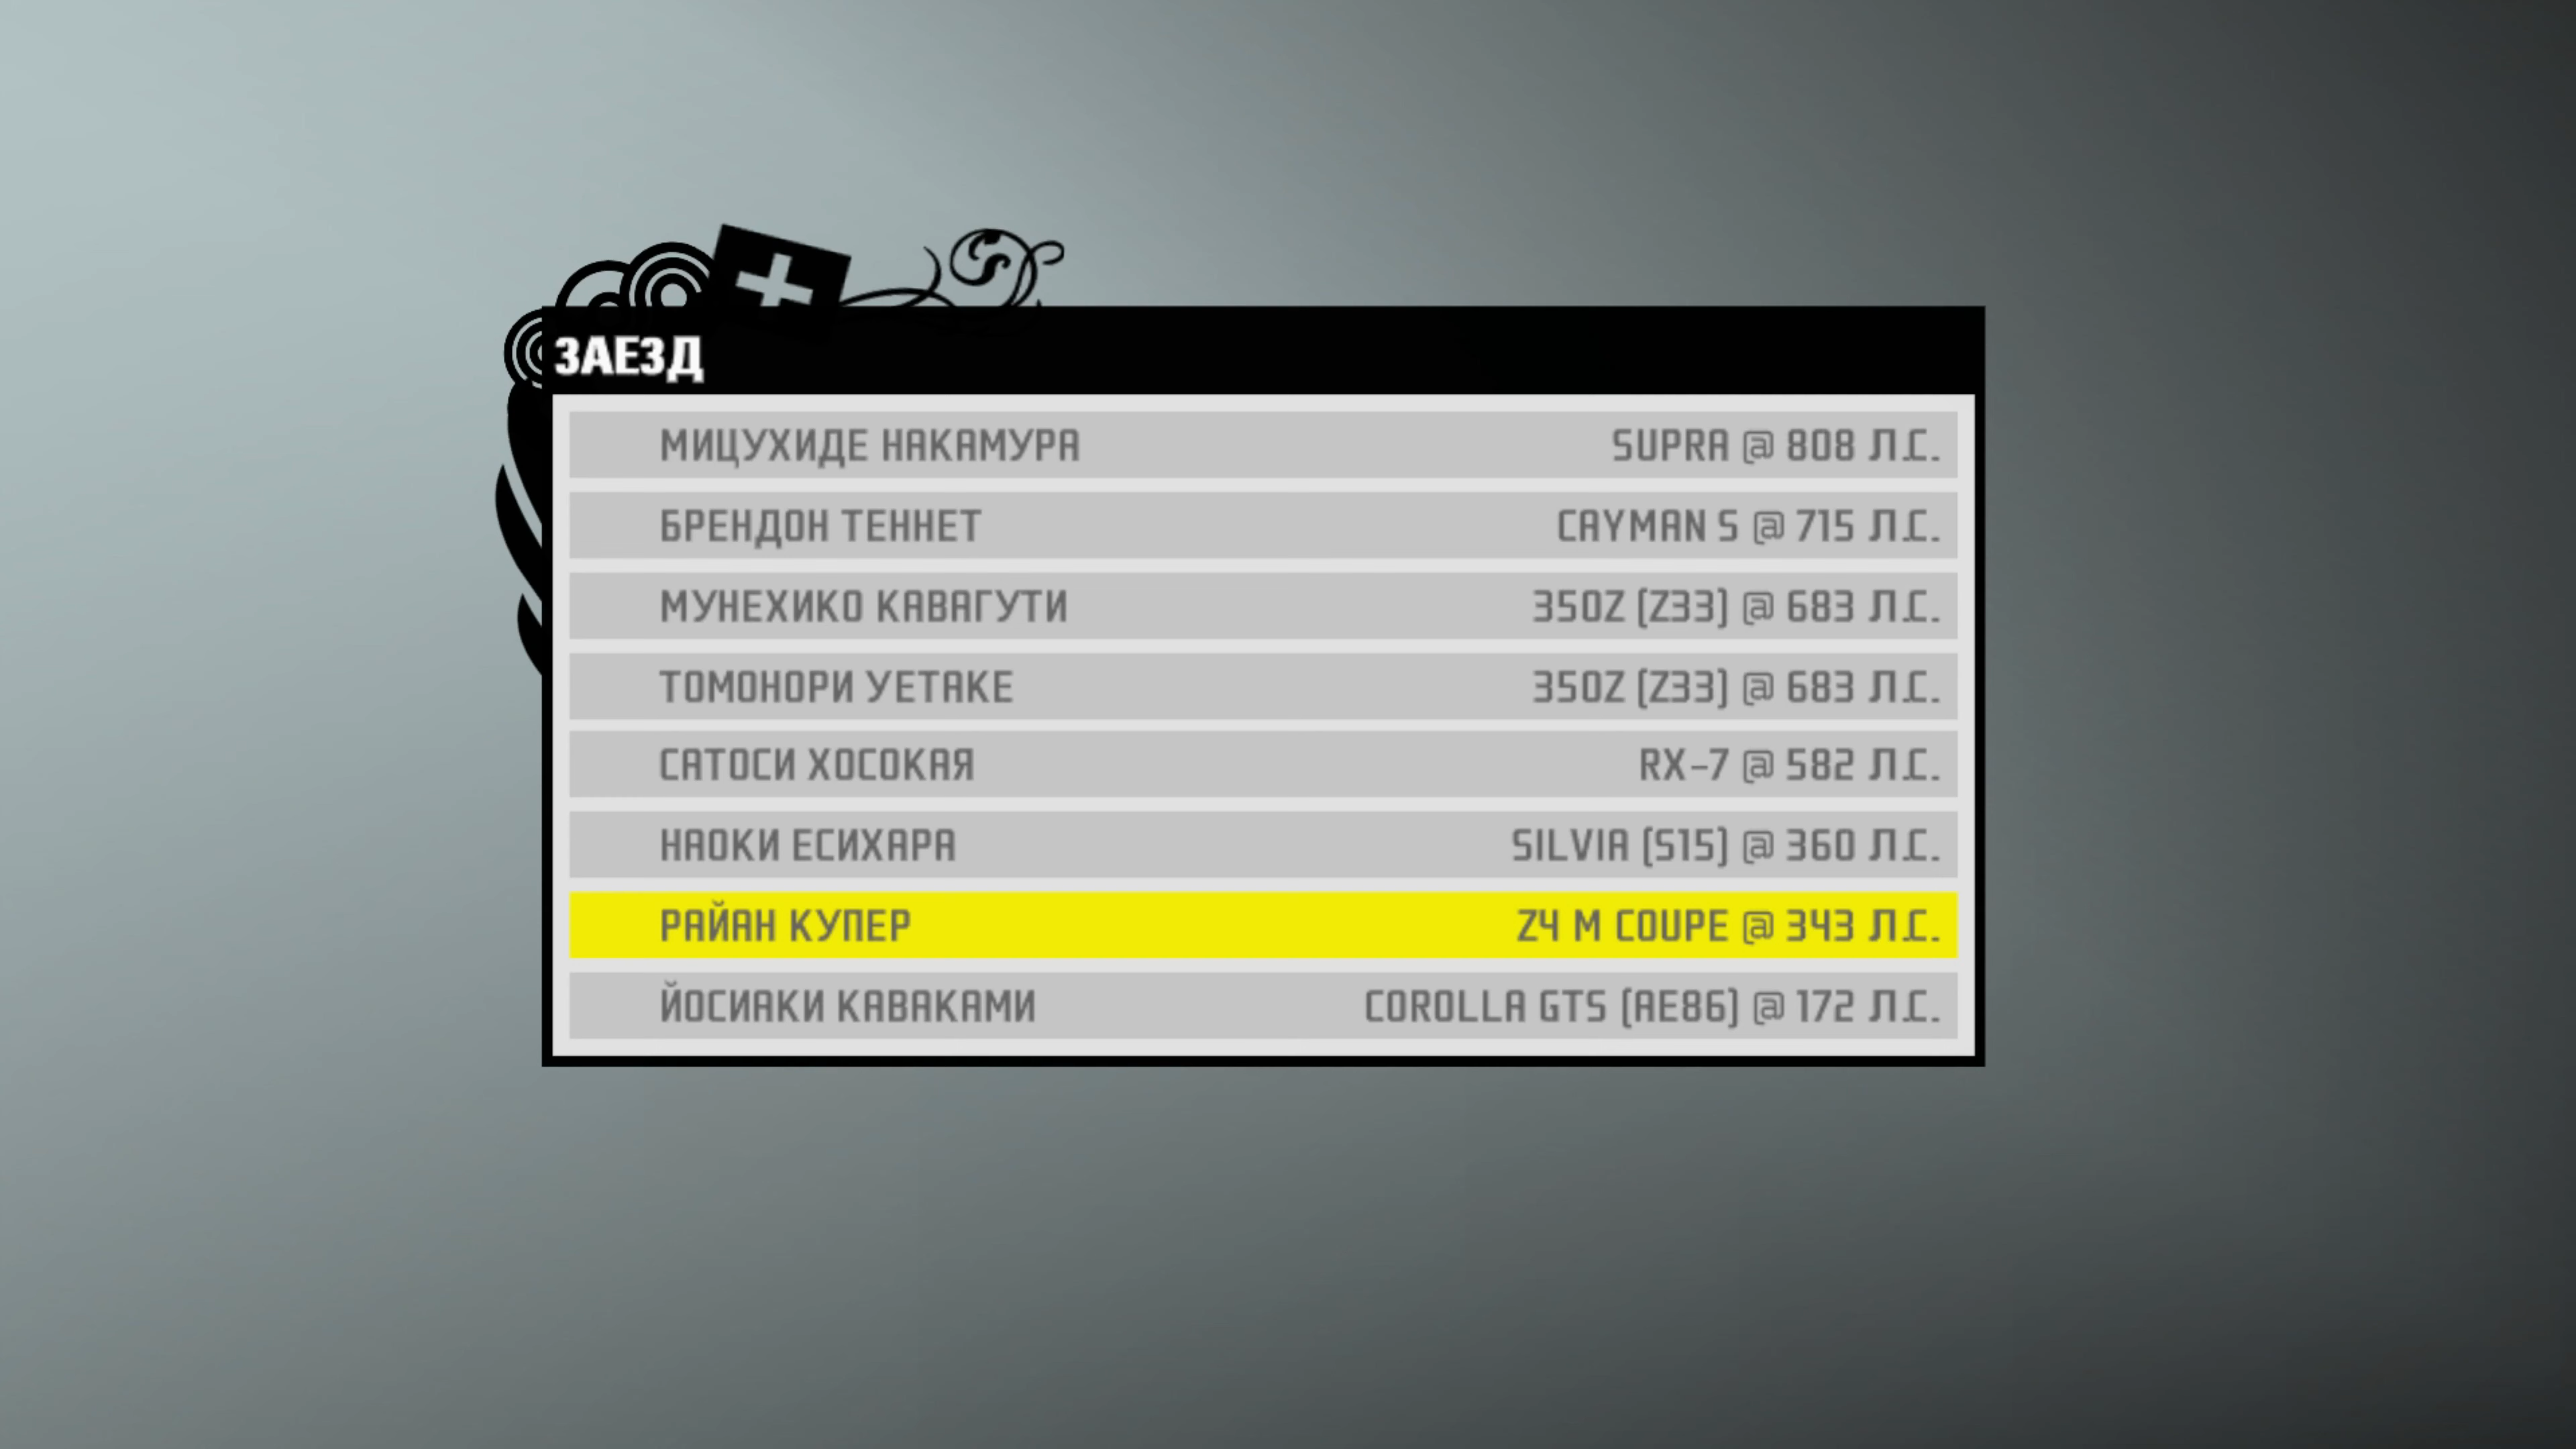 ЗАЕЗД
МИЦУХИДЕ НАКАМУРА SUPRA @ 808 Л.С.
БРЕНДОН ТЕННЕТ CAYMAN S @ 715 Л.С.
МУНЕХИКО КАВАГУТИ 350Z (Z33) @ 683 Л.С.
ТОМОНОРИ УЕТАКЕ 350Z (Z33) @ 683 Л.С.
САТОСИ ХОСОКАЯ RX-7 @ 582 Л.С.
НАОКИ ЕСИХАРА SILVIA (S15) @ 360 Л.С.
РАЙАН КУПЕР Z4 M COUPE @ 343 Л.С.
ЙОСИАКИ КАВАКАМИ COROLLA GTS (AE86) @ 172 Л.С.